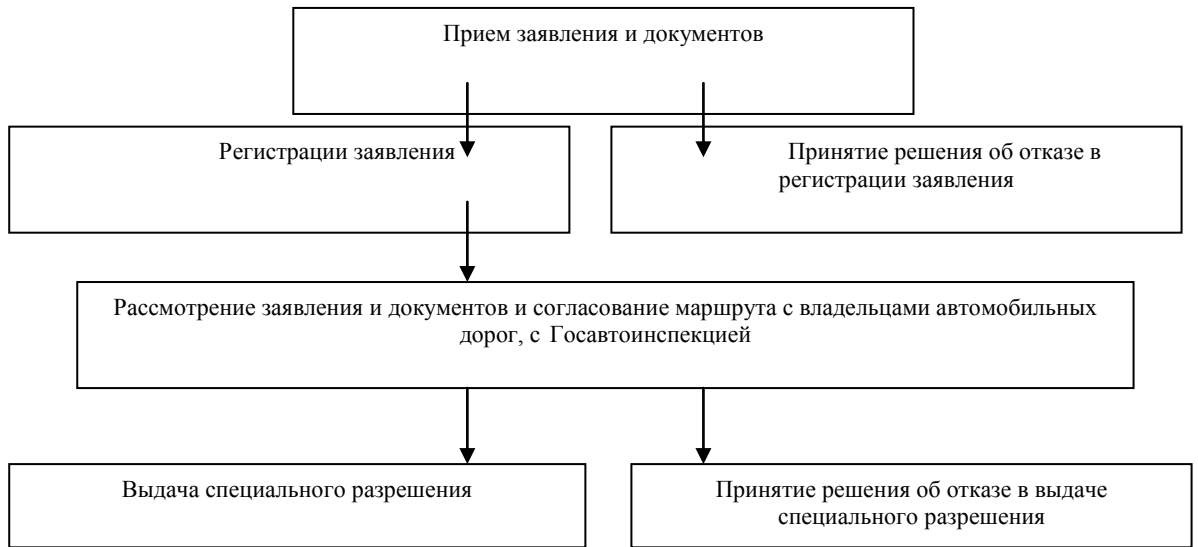 Прием заявления и документов
Регистрации заявления
Принятие решения об отказе в
регистрации заявления
Рассмотрение заявления и документов и согласование маршрута с владельцами автомобильных
дорог, с Госавтоинспекцией
Выдача специального разрешения
Принятие решения об отказе в выдаче
специального разрешения